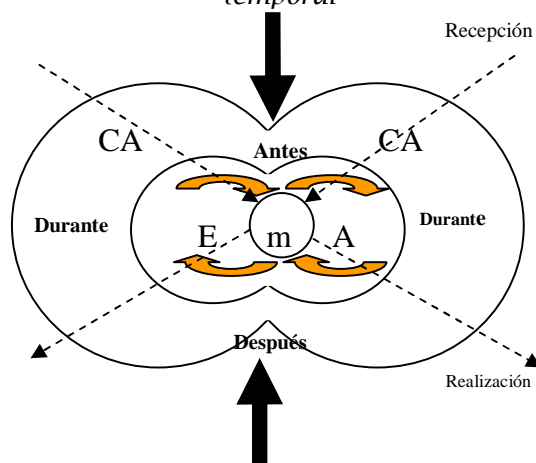 temporal
Recepción
CA
CA
Antes
Durante
Durante
E
m
A
Después
Realización